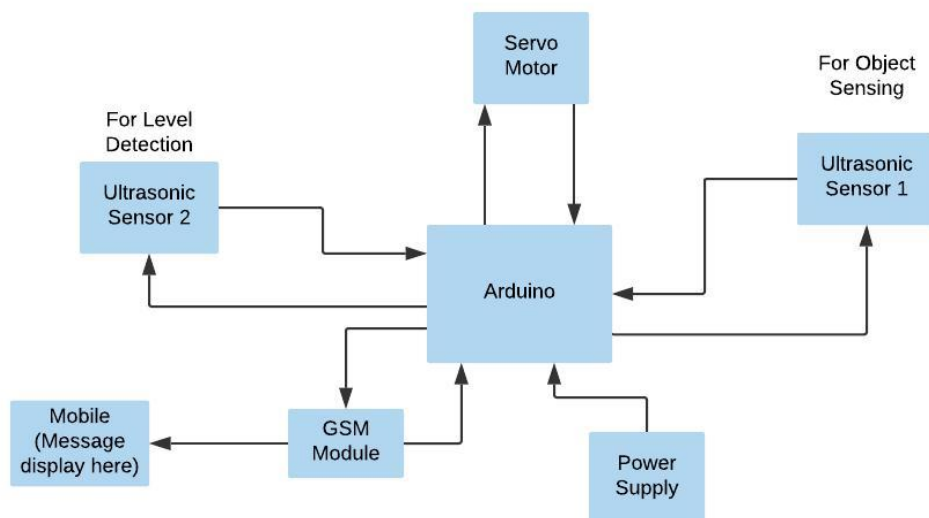 Servo
Motor
For Object
Sensing
For Level
Detection
Ultrasonic
Sensor 2
Ultrasonic
Sensor 1
Arduino
Mobile
(Message
display here)
GSM
Module
Power
Supply